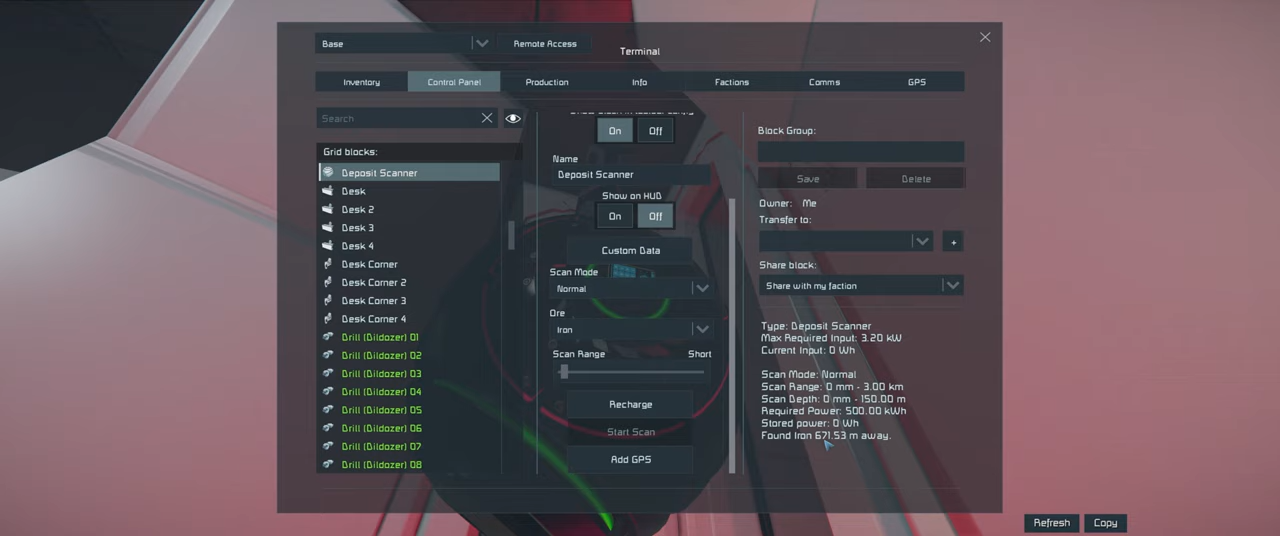 Base
Remote Access
Terminal
Inventory
Control Panel
Production
Info
Factions
Comms
GPS
Search
Grid blocks:
Deposit Scanner
Desk
Desk 2
Desk 3
Desk 4
Desk Corner
Desk Corner 2
Desk Corner 3
Desk Corner 4
Drill (Bildozer) 01
Drill (Bildozer) 02
Drill (Bildozer) 03
Drill (Bildozer) 04
Drill (Bildozer) 05
Drill (Bildozer) 06
Drill (Bildozer) 07
Drill (Bildozer) 08
On Off
Name
Deposit Scanner
Show on HUD
On Off
Custom Data
Scan Mode
Normal
Ore
Iron
Scan Range Short
Recharge
Start Scan
Add GPS
Block Group:
Save Delete
Owner: Me
Transfer to:
+
Share block:
Share with my faction
Type: Deposit Scanner
Max Required Input: 3.20 kW
Current Input: 0 Wh
Scan Mode: Normal
Scan Range: 0 mm - 3.00 km
Scan Depth: 0 mm - 150.00 m
Required Power: 500.00 kWh
Stored power: 0 Wh
Found Iron 671.53 m away.
Refresh Copy